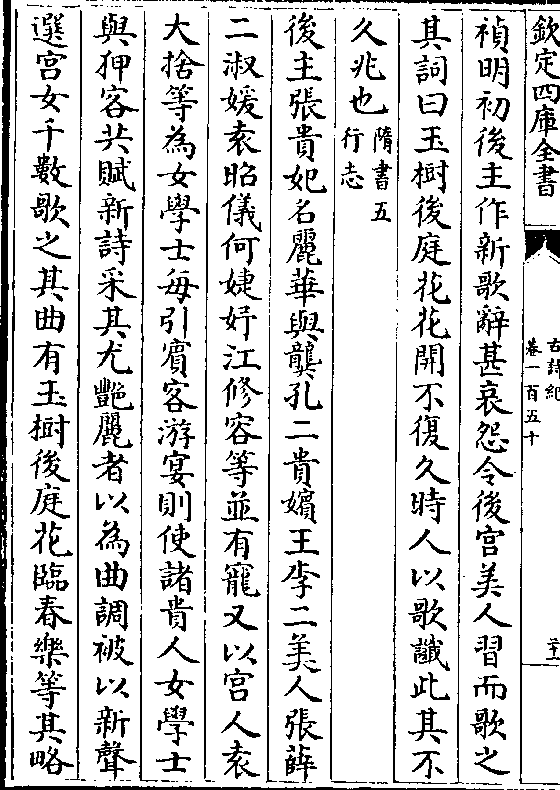 欽定四庫全書
古詩紀
卷一百五十
二十一
禎明初後主作新歌辭甚哀怨令後宮美人習而歌之
其詞曰玉樹後庭花花開不復久時人以歌讖此其不
久兆也隋書五
行志
後主張貴妃名麗華與龔孔二貴嬪王李二美人張薛
二淑媛袁昭儀何婕妤江修容等並有寵又以宮人袁
大捨等為女學士每引賓客游宴則使諸貴人女學士
與狎客共賦新詩采其尤艷麗者以為曲調被以新聲
選宮女千數歌之其曲有玉樹後庭花臨春樂等其略